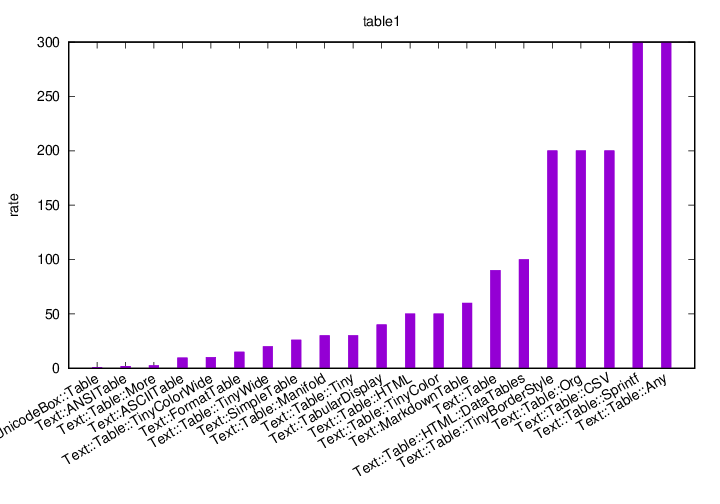 table1
300
250
200
150
100
50
0
rate
UnicodeBox::Table
Text::ANSITable
Text::Table::More
Text::ASCIITable
Text::Table::TinyColorWide
Text::FormatTable
Text::Table::TinyWide
Text::SimpleTable
Text::Table::Manifold
Text::Table::Tiny
Text::TabularDisplay
Text::Table::HTML
Text::Table::TinyColor
Text::MarkdownTable
Text::Table
Text::Table::HTML::DataTables
Text::Table::TinyBorderStyle
Text::Table::Org
Text::Table::CSV
Text::Table::Sprintf
Text::Table::Any